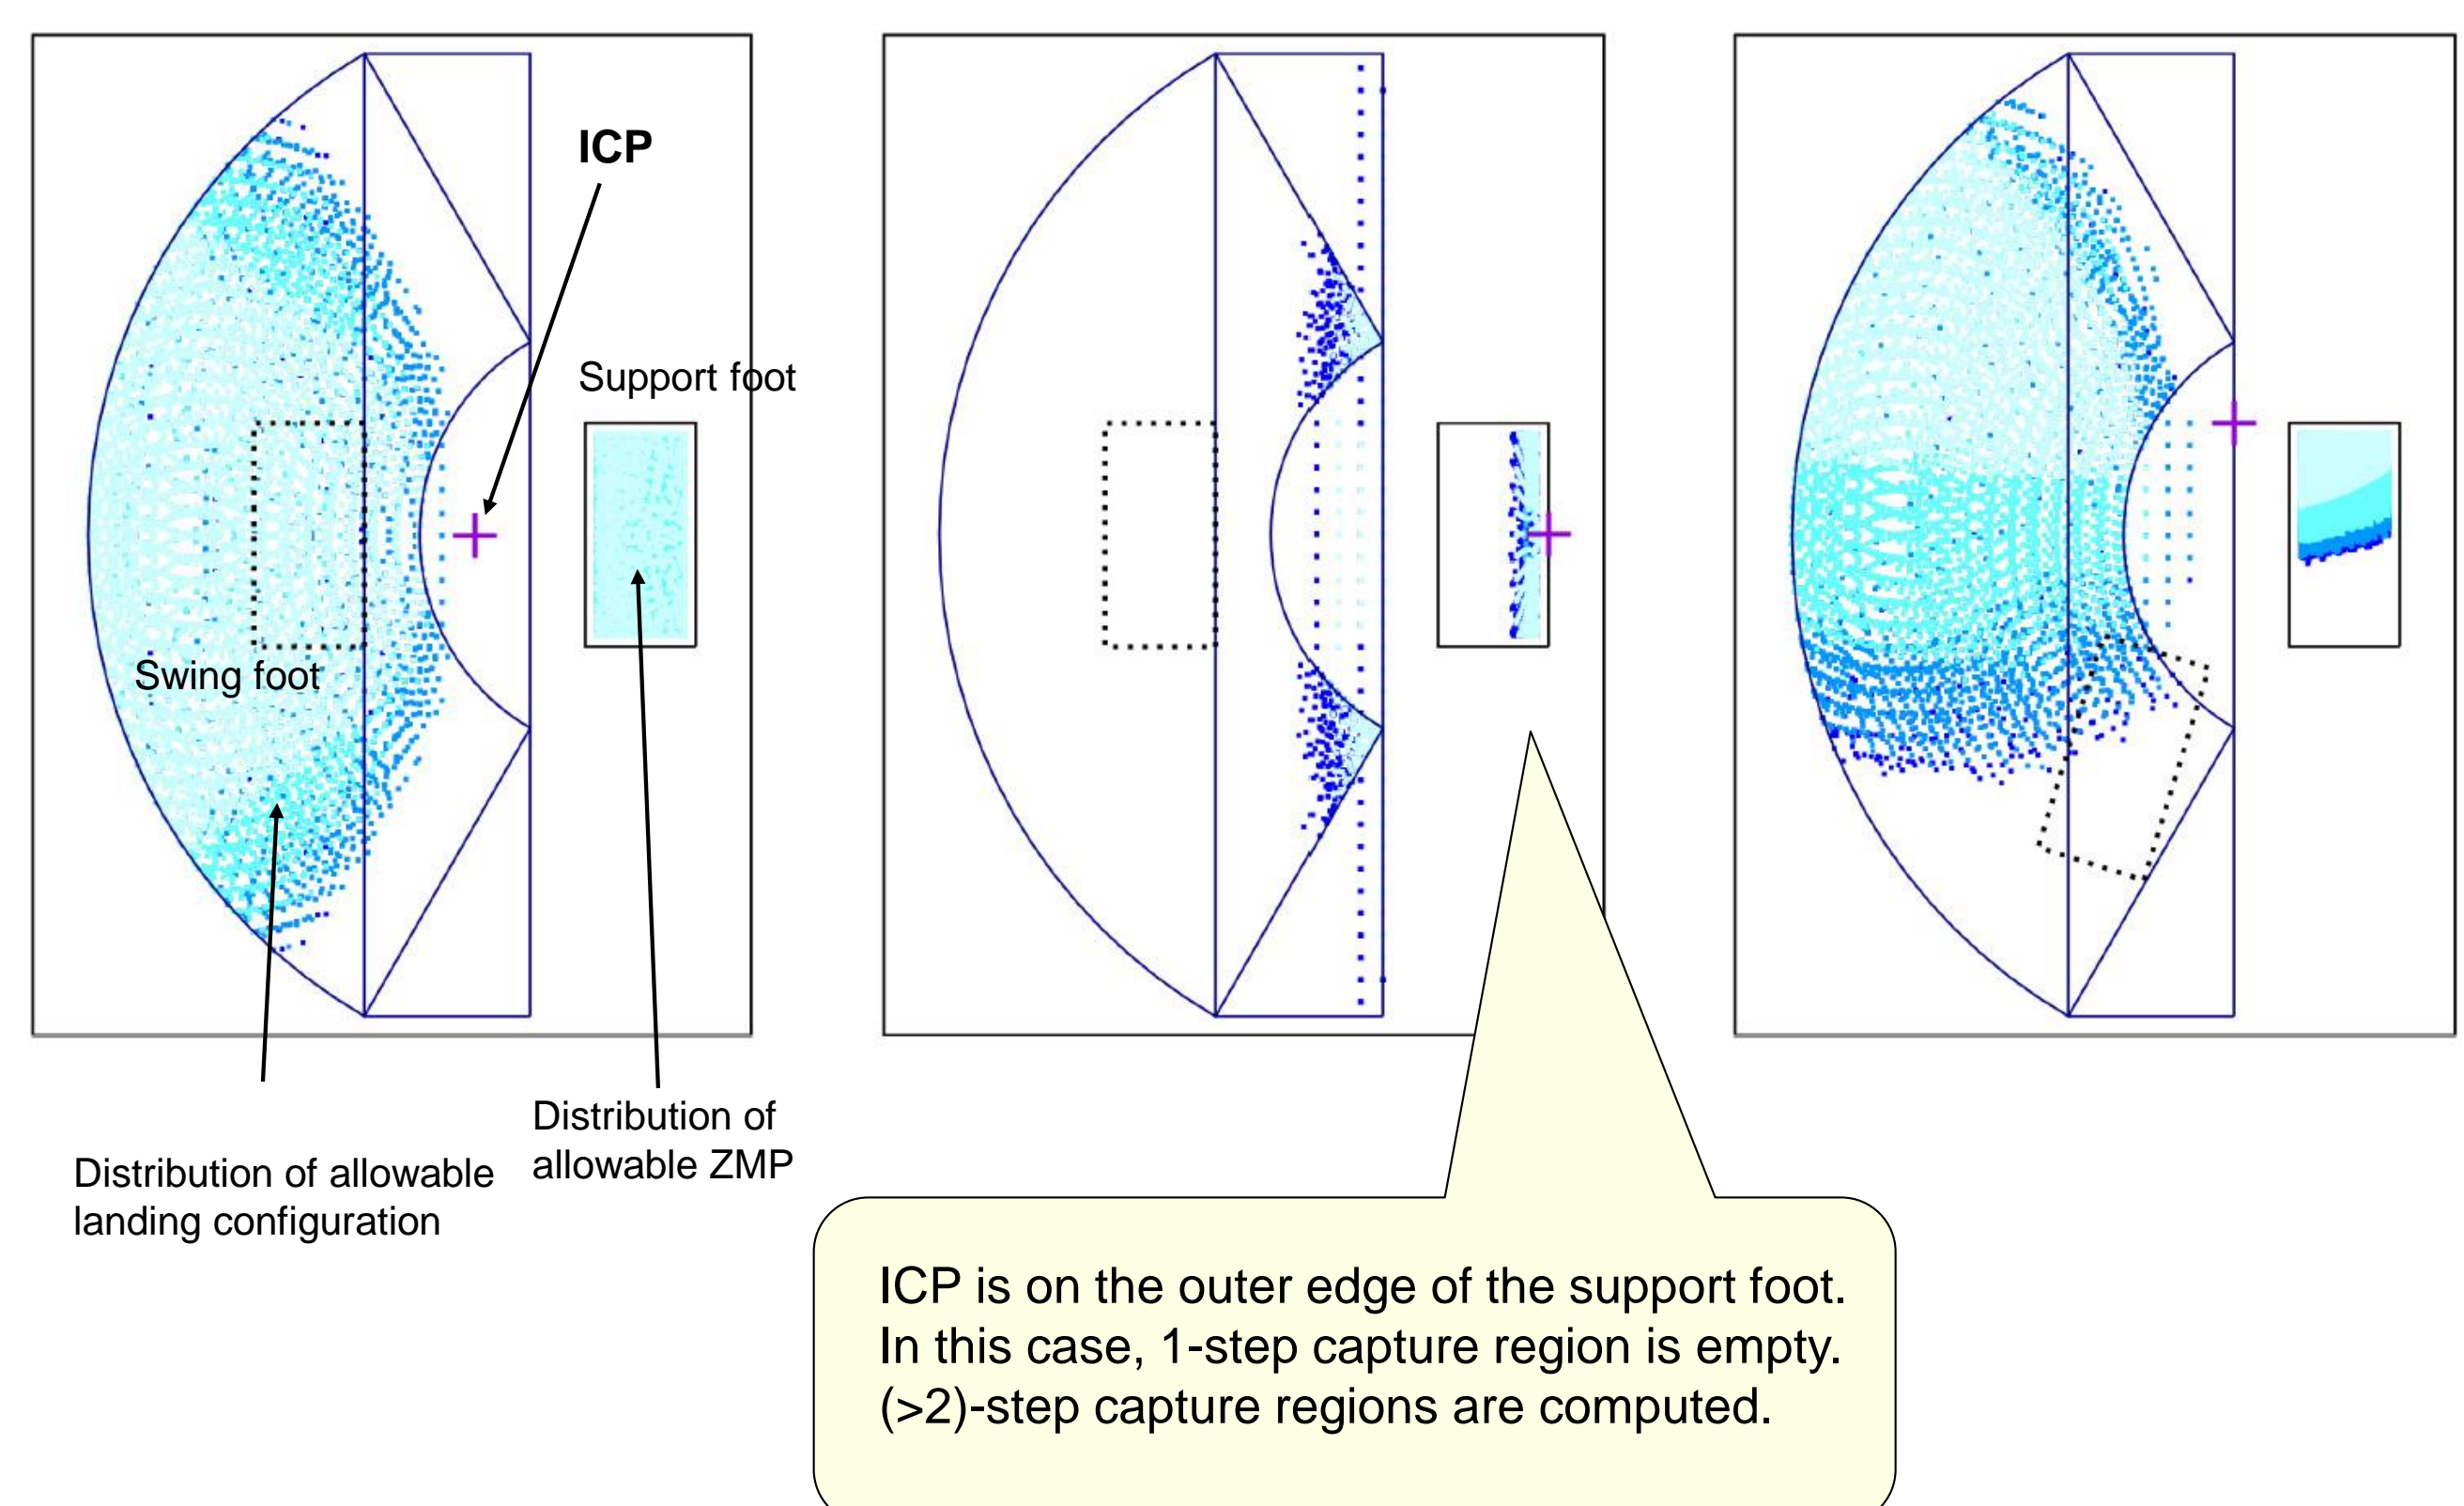 ICP
Support foot
Swing foot
Distribution of
allowable ZMP
Distribution of allowable
landing configuration
ICP is on the outer edge of the support foot.
In this case, 1-step capture region is empty.
(>2)-step capture regions are computed.